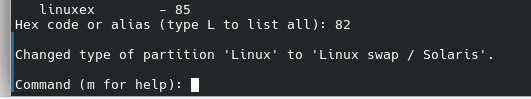 linuxex - 85
Hex code or alias (type L to list all): 82
Changed type of partition 'Linux' to 'Linux swap / Solaris'.
Command (m for help):